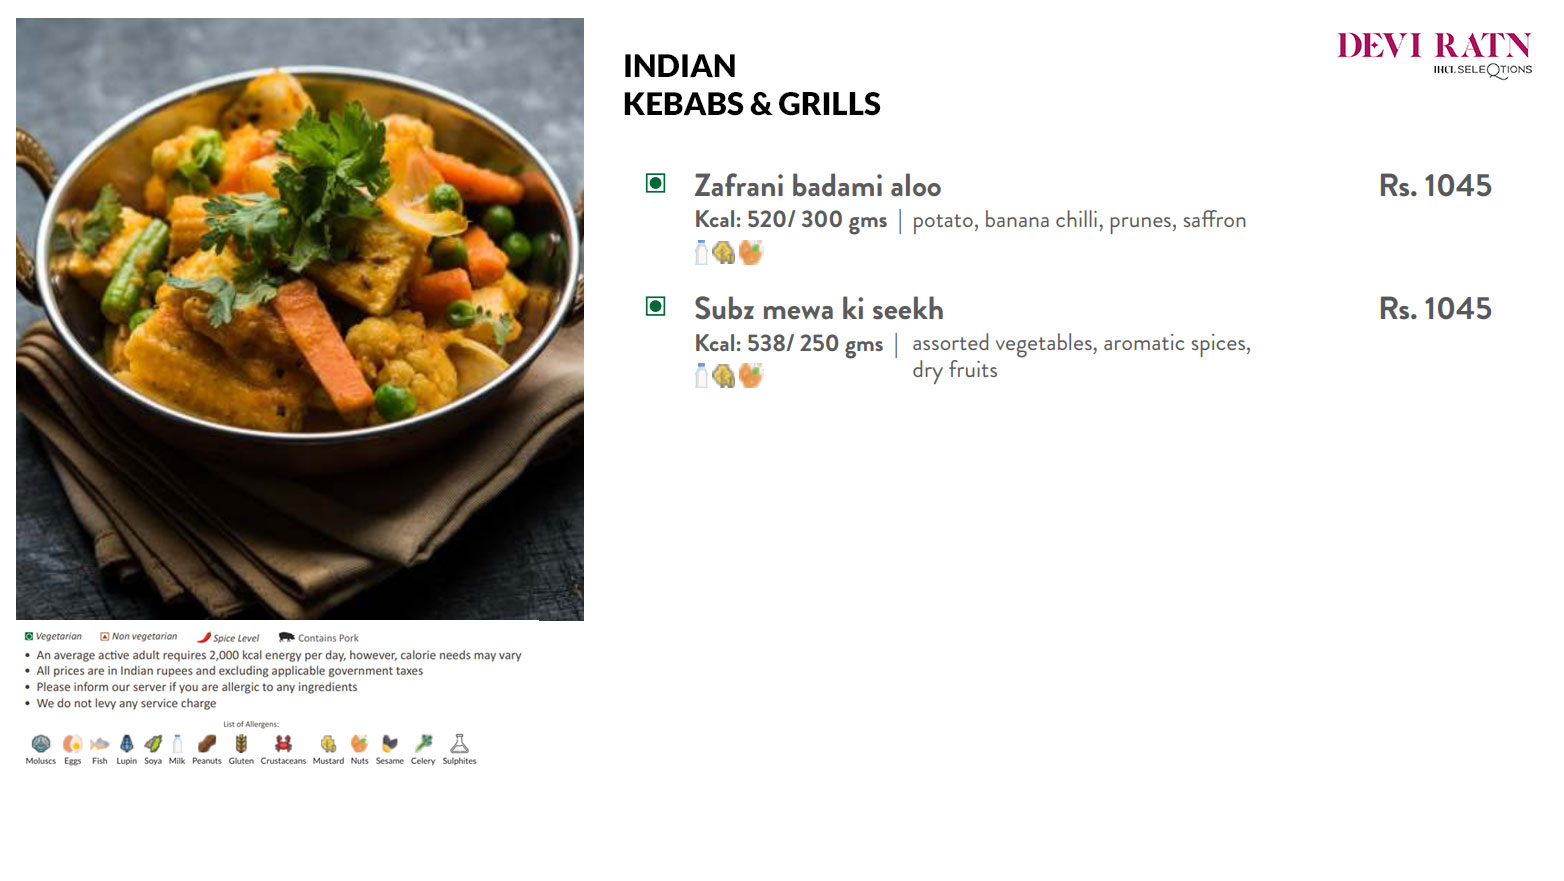 DEVI RATN
IHCL SELEQTIONS
INDIAN
KEBABS & GRILLS
Zafrani badami aloo Rs. 1045
Kcal: 520/ 300 gms | potato, banana chilli, prunes, saffron
Subz mewa ki seekh Rs. 1045
Kcal: 538/ 250 gms | assorted vegetables, aromatic spices,
dry fruits
Vegetarian Non vegetarian Spice Level Contains Pork
• An average active adult requires 2,000 kcal energy per day, however, calorie needs may vary
• All prices are in Indian rupees and excluding applicable government taxes
• Please inform our server if you are allergic to any ingredients
• We do not levy any service charge
List of Allergens:
Moluscs Eggs Fish Lupin Soya Milk Peanuts Gluten Crustaceans Mustard Nuts Sesame Celery Sulphites